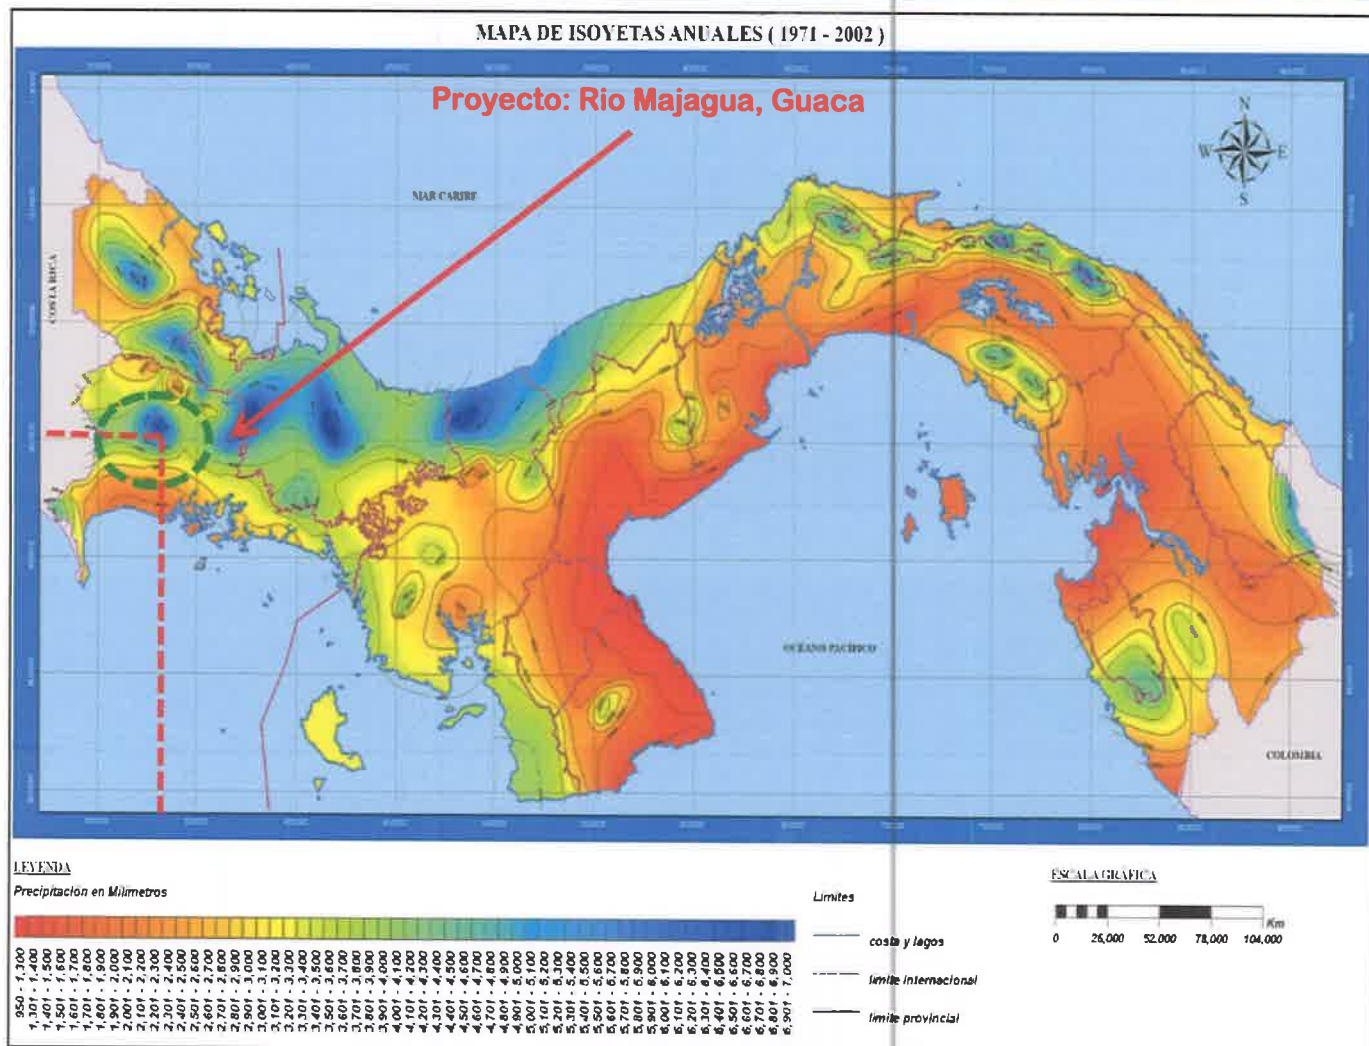 MAPA DE ISOYETAS ANUALES ( 1971 - 2002 )
Proyecto: Rio Majagua, Guaca
N
W E
S
MAR CARIBE
COSTA RICA
OCEANO PACÍFICO
COLOMBIA
LEYENDA
Precipitación en Milimetros
950 - 1,300
1,301 - 1,400
1,401 - 1,500
1,501 - 1,600
1,601 - 1,700
1,701 - 1,800
1,801 - 1,900
1,901 - 2,000
2,001 - 2,100
2,101 - 2,200
2,201 - 2,300
2,301 - 2,400
2,401 - 2,500
2,501 - 2,600
2,601 - 2,700
2,701 - 2,800
2,801 - 2,900
2,901 - 3,000
3,001 - 3,100
3,101 - 3,200
3,201 - 3,300
3,301 - 3,400
3,401 - 3,500
3,501 - 3,600
3,601 - 3,700
3,701 - 3,800
3,801 - 3,900
3,901 - 4,000
4,001 - 4,100
4,101 - 4,200
4,201 - 4,300
4,301 - 4,400
4,401 - 4,500
4,501 - 4,600
4,601 - 4,700
4,701 - 4,800
4,801 - 4,900
4,901 - 5,000
5,001 - 5,100
5,101 - 5,200
5,201 - 5,300
5,301 - 5,400
5,401 - 5,500
5,501 - 5,600
5,601 - 5,700
5,701 - 5,800
5,801 - 5,900
5,901 - 6,000
6,001 - 6,100
6,101 - 6,200
6,201 - 6,300
6,301 - 6,400
6,401 - 6,500
6,501 - 6,600
6,601 - 6,700
6,701 - 6,800
6,801 - 6,900
6,901 - 7,000
Límites
costa y lagos
límite internacional
límite provincial
ESCALA GRÁFICA
Km
0 26,000 52,000 78,000 104,000